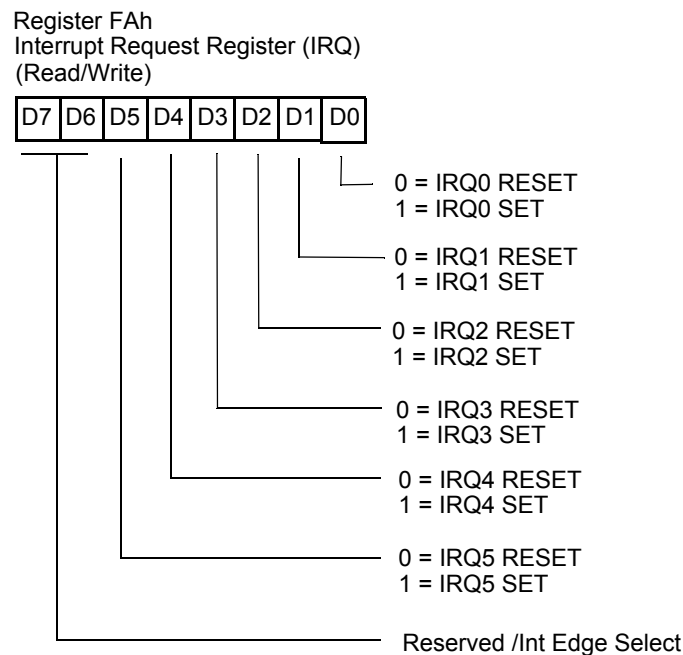 Register FAh
Interrupt Request Register (IRQ)
(Read/Write)
D7 D6 D5 D4 D3 D2 D1 D0
0 = IRQ0 RESET
1 = IRQ0 SET
0 = IRQ1 RESET
1 = IRQ1 SET
0 = IRQ2 RESET
1 = IRQ2 SET
0 = IRQ3 RESET
1 = IRQ3 SET
0 = IRQ4 RESET
1 = IRQ4 SET
0 = IRQ5 RESET
1 = IRQ5 SET
Reserved /Int Edge Select